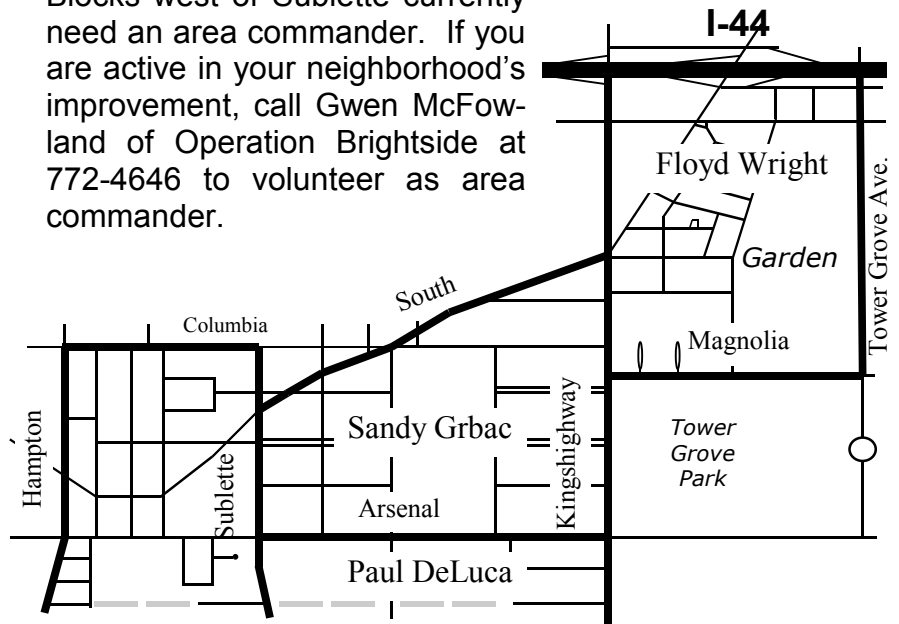 Blocks west of Sublette currently
need an area commander. If you
are active in your neighborhood's
improvement, call Gwen McFow-
land of Operation Brightside at
772-4646 to volunteer as area
commander.
I-44
Floyd Wright
Tower Grove Ave.
Garden
South
Columbia
Magnolia
Hampton
Sublette
Sandy Grbac
Kingshighway
Tower
Grove
Park
Arsenal
Paul DeLuca